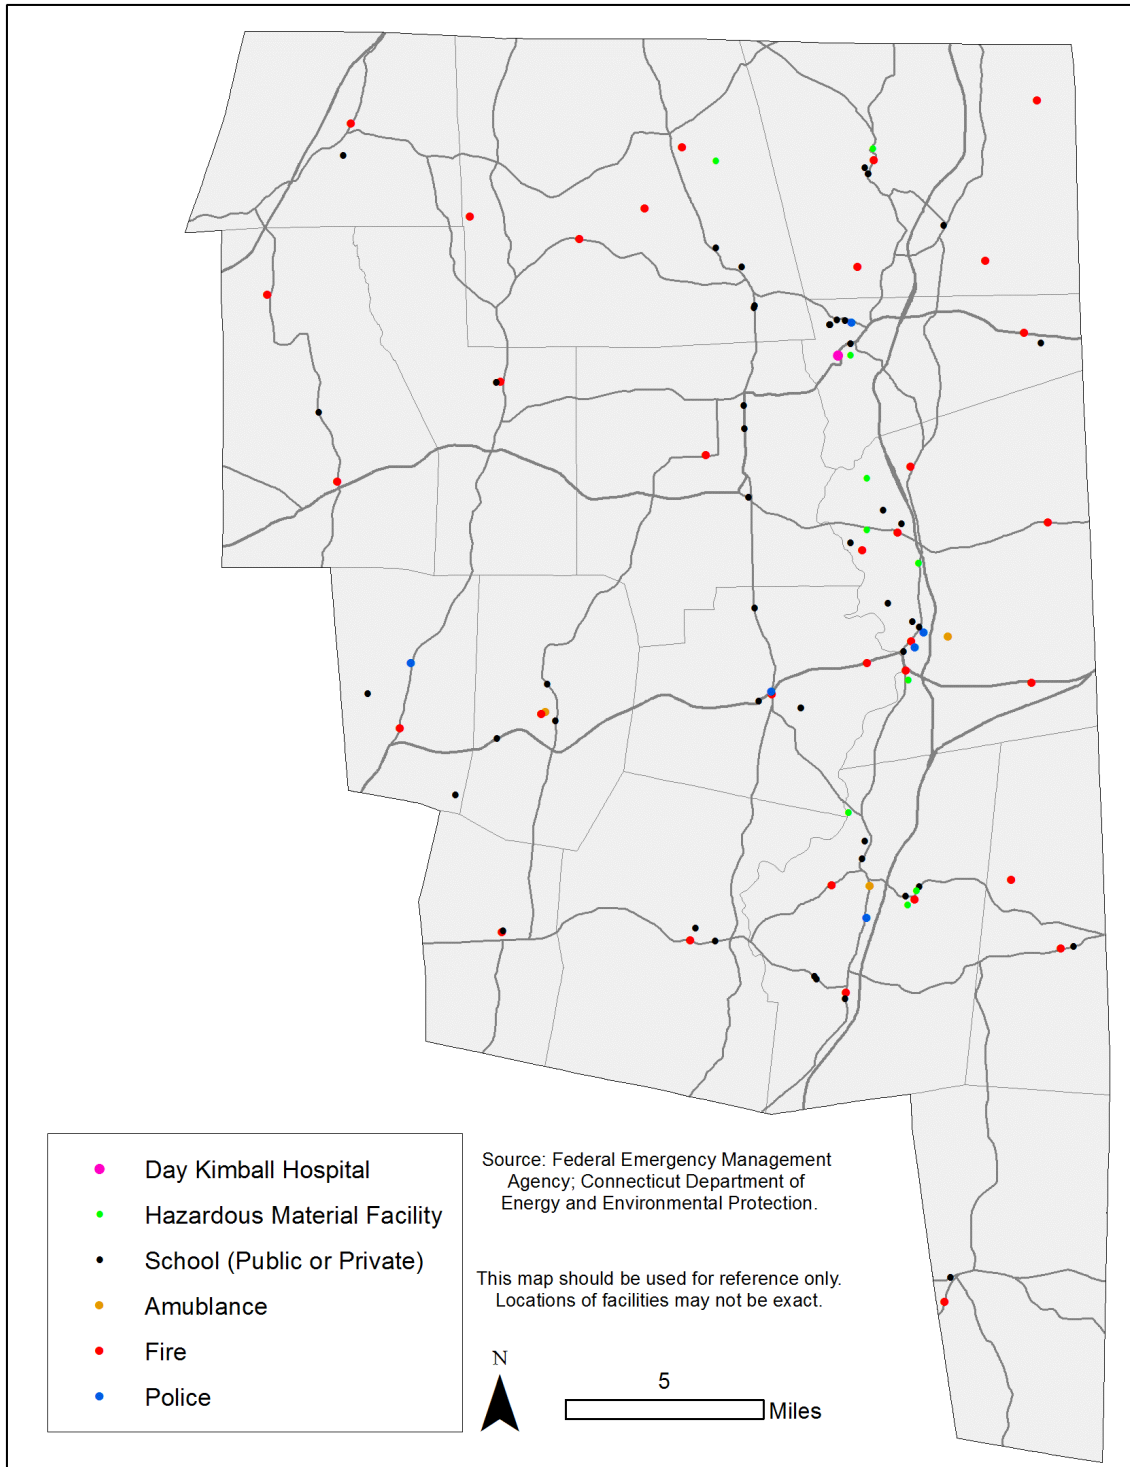 Day Kimball Hospital
Hazardous Material Facility
School (Public or Private)
Amublance
Fire
Police
Source: Federal Emergency Management
Agency; Connecticut Department of
Energy and Environmental Protection.
This map should be used for reference only.
Locations of facilities may not be exact.
N
5
Miles